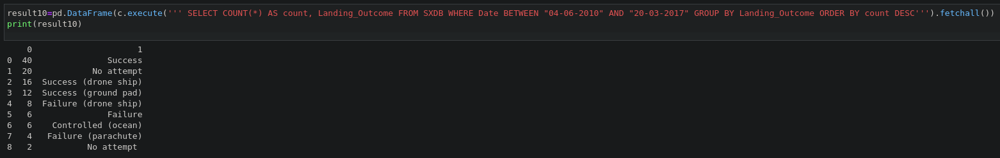 result10=pd.DataFrame(c.execute(''' SELECT COUNT(*) AS count, Landing_Outcome FROM SXDB WHERE Date BETWEEN "04-06-2010" AND "20-03-2017" GROUP BY Landing_Outcome ORDER BY count DESC''').fetchall())
print(result10)
    0                     1
0  40               Success
1  20            No attempt
2  16  Success (drone ship)
3  12  Success (ground pad)
4   8  Failure (drone ship)
5   6               Failure
6   6    Controlled (ocean)
7   4   Failure (parachute)
8   2           No attempt